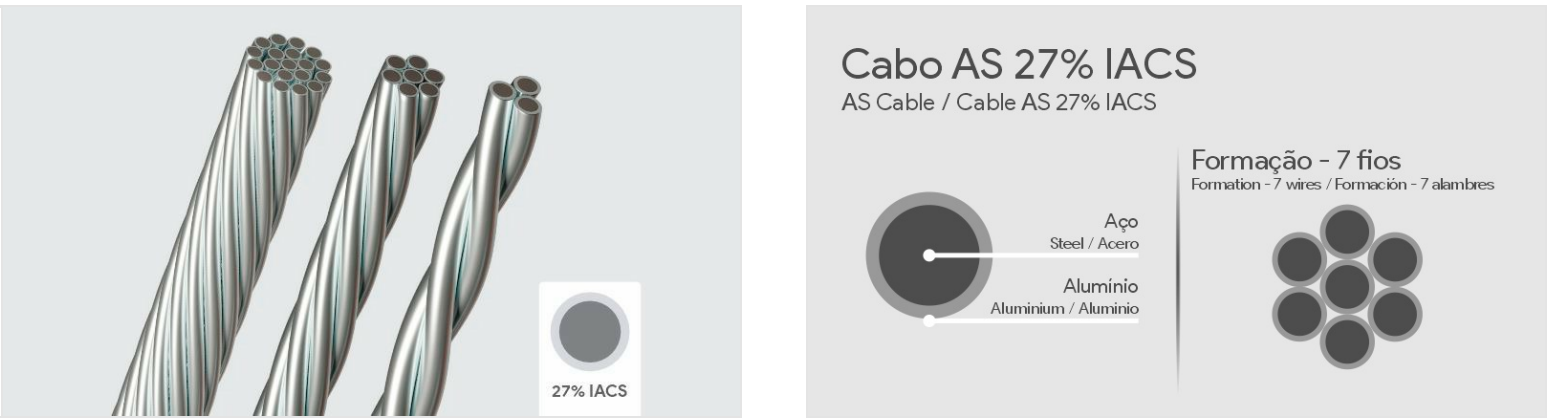 27% IACS
Cabo AS 27% IACS
AS Cable / Cable AS 27% IACS
Aço
Steel / Acero
Alumínio
Aluminium / Aluminio
Formação - 7 fios
Formation - 7 wires / Formación - 7 alambres